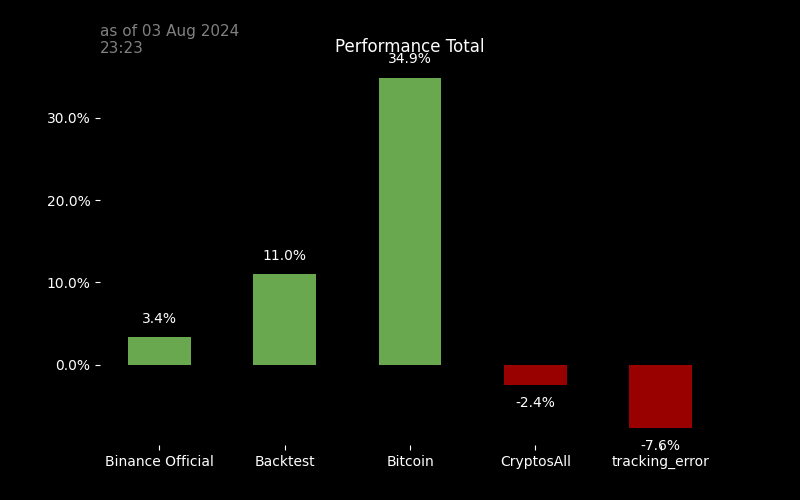 as of 03 Aug 2024
23:23
Performance Total
34.9%
30.0%
20.0%
11.0%
10.0%
3.4%
0.0%
-2.4%
-7.6%
Binance Official
Backtest
Bitcoin
CryptosAll
tracking_error